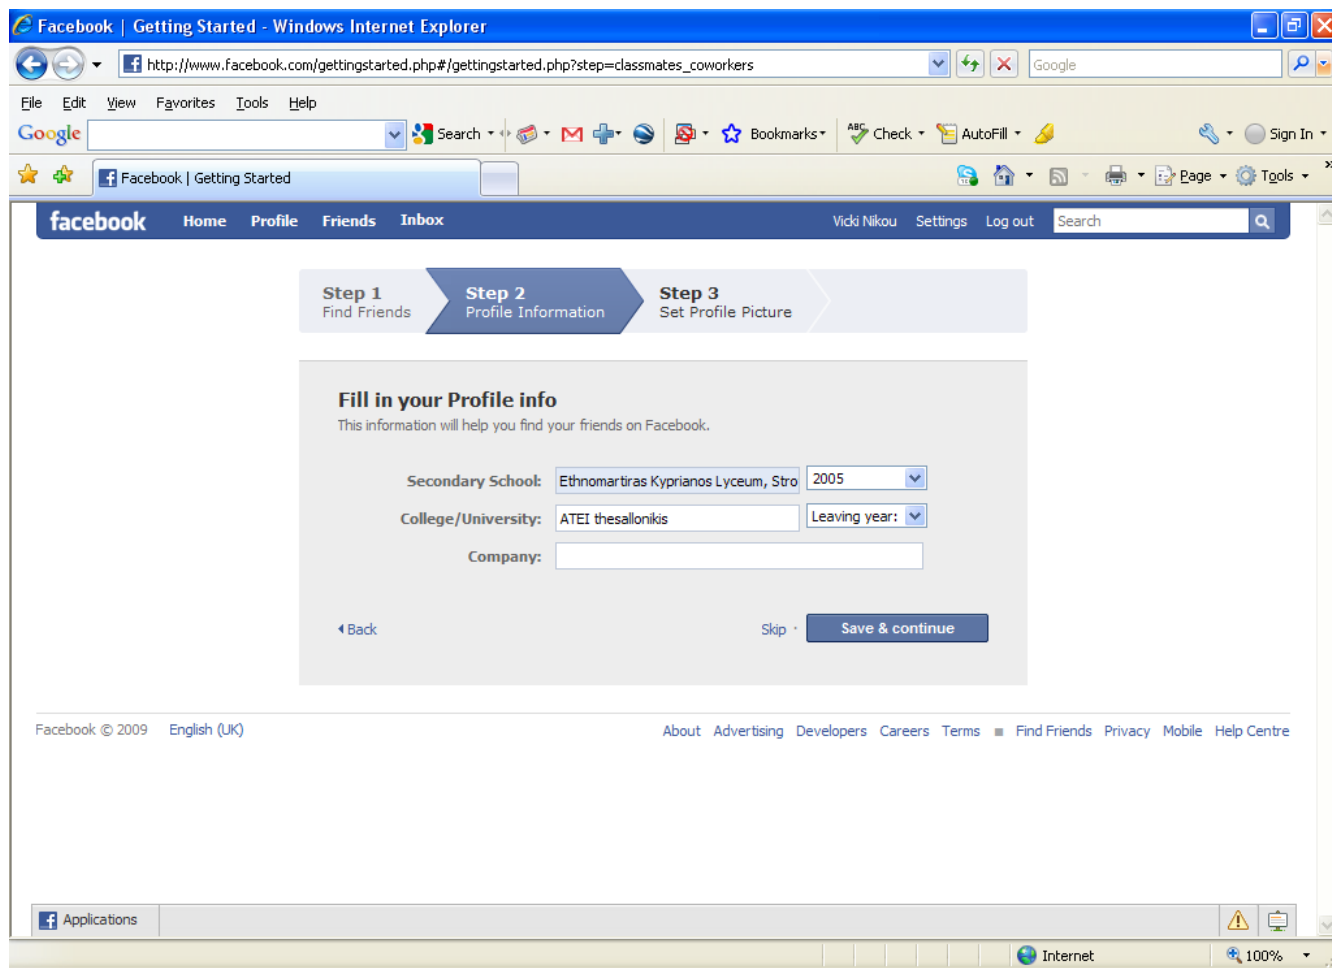 Facebook | Getting Started - Windows Internet Explorer
http://www.facebook.com/gettingstarted.php#/gettingstarted.php?step=classmates_coworkers
Google
File Edit View Favorites Tools Help
Google Search Bookmarks ABC Check AutoFill Sign In
Facebook | Getting Started Page Tools
facebook Home Profile Friends Inbox Vicki Nikou Settings Log out Search
Step 1 Step 2 Step 3
Find Friends Profile Information Set Profile Picture
Fill in your Profile info
This information will help you find your friends on Facebook.
Secondary School: Ethnomartiras Kyprianos Lyceum, Stro 2005
College/University: ATEI thesallonikis Leaving year:
Company:
Back Skip · Save & continue
Facebook © 2009 English (UK) About Advertising Developers Careers Terms Find Friends Privacy Mobile Help Centre
Applications
Internet 100%